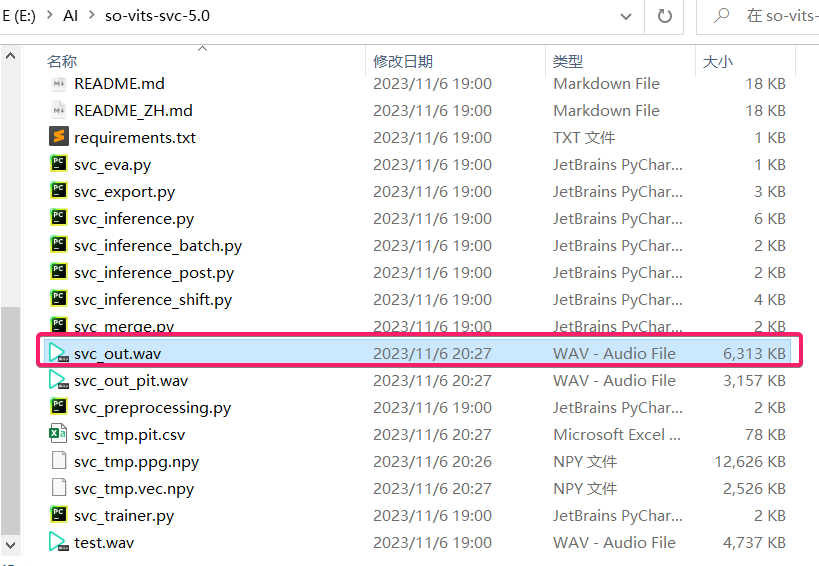 E (E:) > AI > so-vits-svc-5.0 在 so-vits-
名称 修改日期 类型 大小
README.md 2023/11/6 19:00 Markdown File 18 KB
README_ZH.md 2023/11/6 19:00 Markdown File 18 KB
requirements.txt 2023/11/6 19:00 TXT 文件 1 KB
svc_eva.py 2023/11/6 19:00 JetBrains PyChar... 1 KB
svc_export.py 2023/11/6 19:00 JetBrains PyChar... 3 KB
svc_inference.py 2023/11/6 19:00 JetBrains PyChar... 6 KB
svc_inference_batch.py 2023/11/6 19:00 JetBrains PyChar... 2 KB
svc_inference_post.py 2023/11/6 19:00 JetBrains PyChar... 2 KB
svc_inference_shift.py 2023/11/6 19:00 JetBrains PyChar... 4 KB
svc_merge.py 2023/11/6 19:00 JetBrains PyChar... 2 KB
svc_out.wav 2023/11/6 20:27 WAV - Audio File 6,313 KB
svc_out_pit.wav 2023/11/6 20:27 WAV - Audio File 3,157 KB
svc_preprocessing.py 2023/11/6 19:00 JetBrains PyChar... 2 KB
svc_tmp.pit.csv 2023/11/6 20:27 Microsoft Excel ... 78 KB
svc_tmp.ppg.npy 2023/11/6 20:26 NPY 文件 12,626 KB
svc_tmp.vec.npy 2023/11/6 20:27 NPY 文件 2,526 KB
svc_trainer.py 2023/11/6 19:00 JetBrains PyChar... 2 KB
test.wav 2023/11/6 19:00 WAV - Audio File 4,737 KB